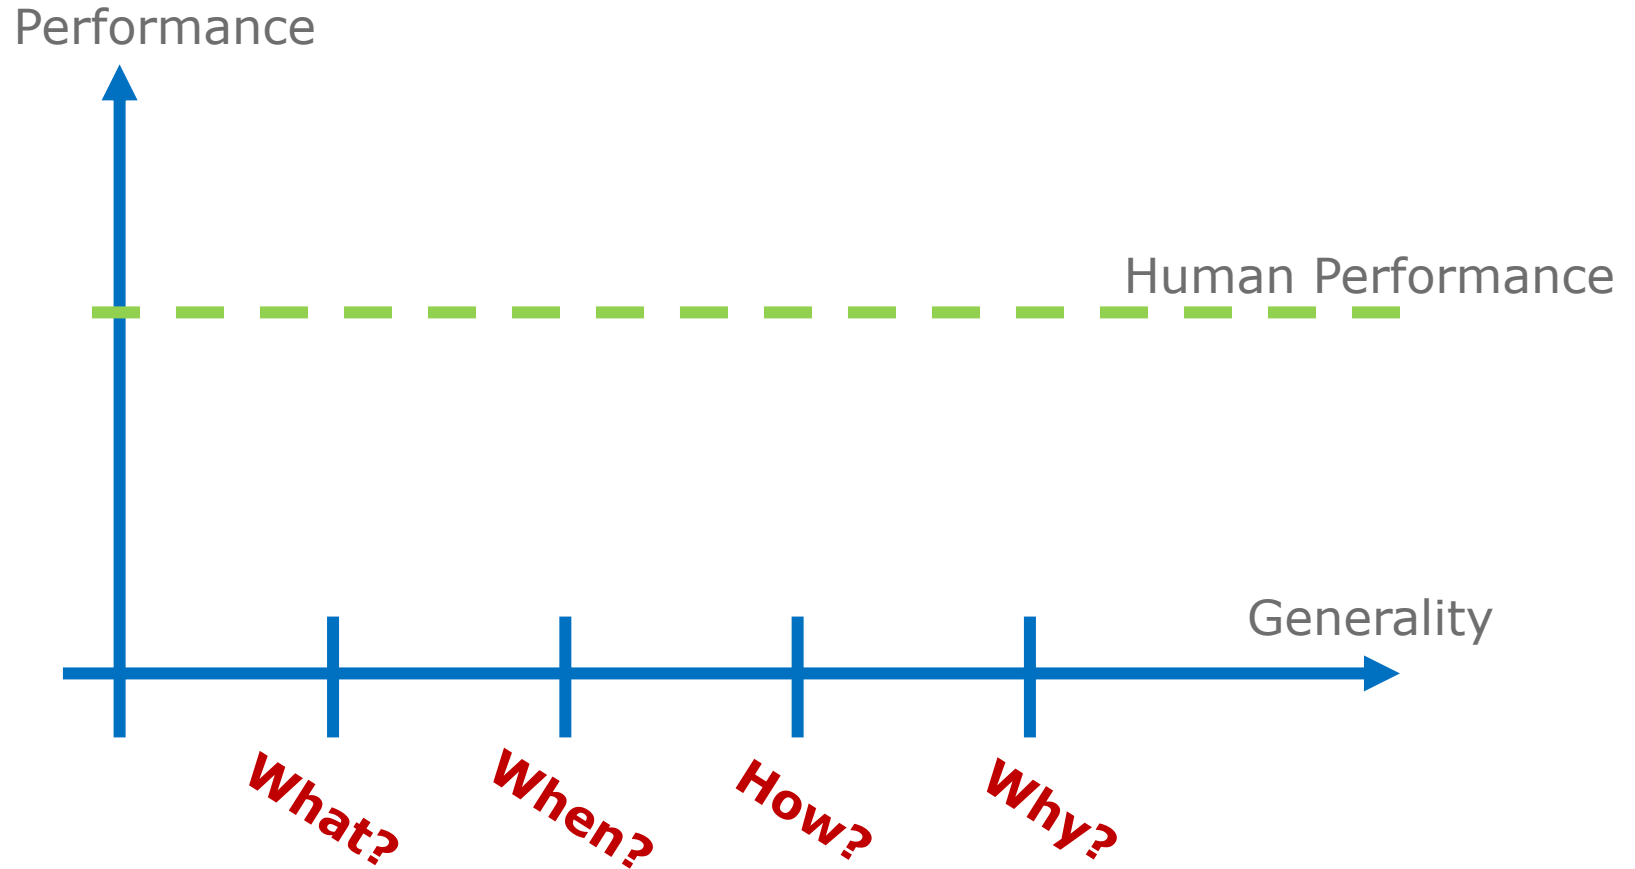 Performance
Human Performance
Generality
What?
When?
How?
Why?